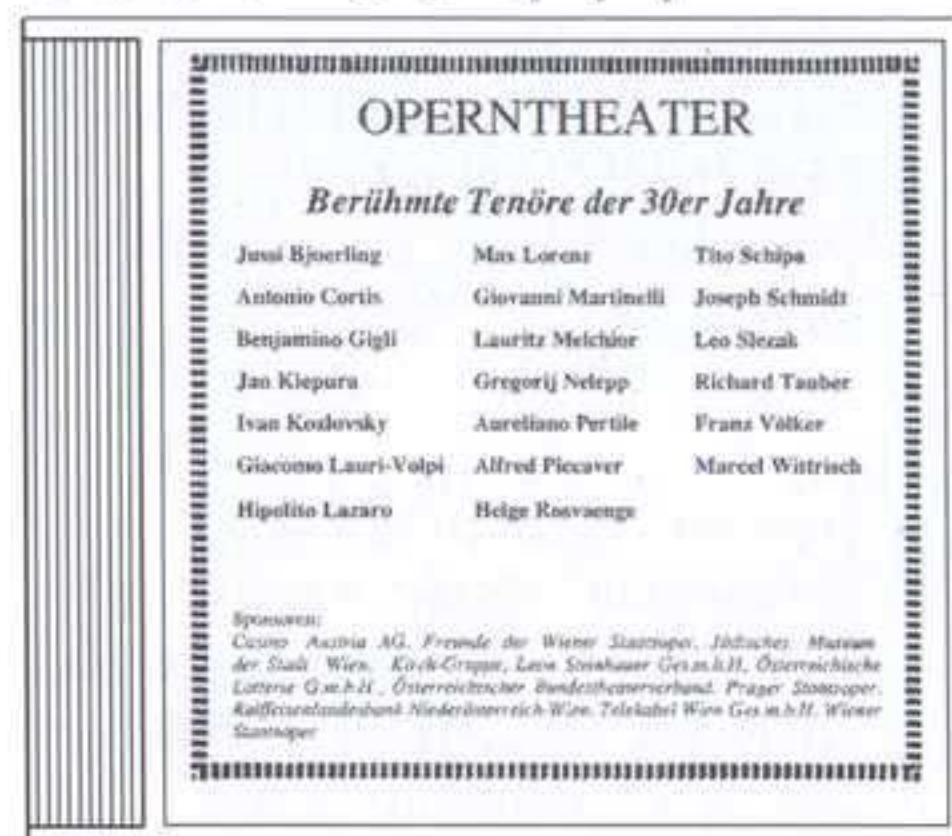 OPERNTHEATER
Berühmte Tenöre der 30er Jahre
Jussi Bjoerling Max Lorenz Tito Schipa
Antonio Cortis Giovanni Martinelli Joseph Schmidt
Benjamino Gigli Lauritz Melchior Leo Slezak
Jan Kiepura Gregorij Nelepp Richard Tauber
Ivan Kozlovsky Aureliano Pertile Franz Völker
Giacomo Lauri-Volpi Alfred Piccaver Marcel Wittrisch
Hipolito Lazaro Helge Rosvaenge
Sponsoren:
Casino Austria AG, Freunde der Wiener Staatsoper, Jüdisches Museum
der Stadt Wien, Kirch-Gruppe, Leon Steinhauer Ges.m.b.H, Österreichische
Lotterie G.m.b.H, Österreichischer Bundestheaterverband, Prager Staatsoper,
Raiffeisenlandesbank Niederösterreich-Wien, Telekabel Wien Ges.m.b.H, Wiener
Staatsoper